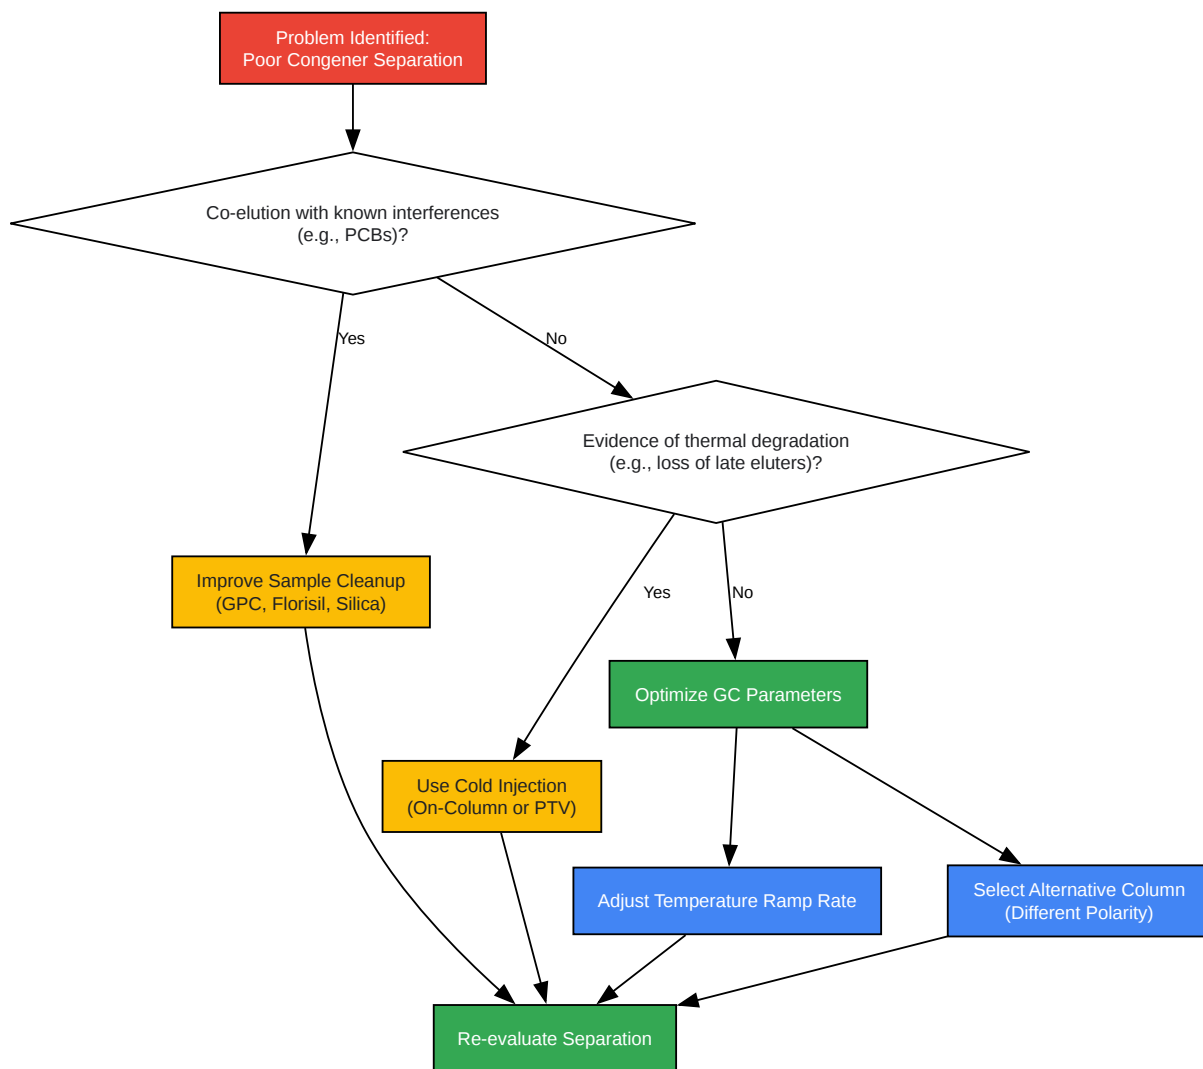 Problem Identified:
Poor Congener Separation
Co-elution with known interferences
(e.g., PCBs)?
Yes
No
Evidence of thermal degradation
(e.g., loss of late eluters)?
Improve Sample Cleanup
(GPC, Florisil, Silica)
Yes
No
Optimize GC Parameters
Use Cold Injection
(On-Column or PTV)
Adjust Temperature Ramp Rate
Select Alternative Column
(Different Polarity)
Re-evaluate Separation